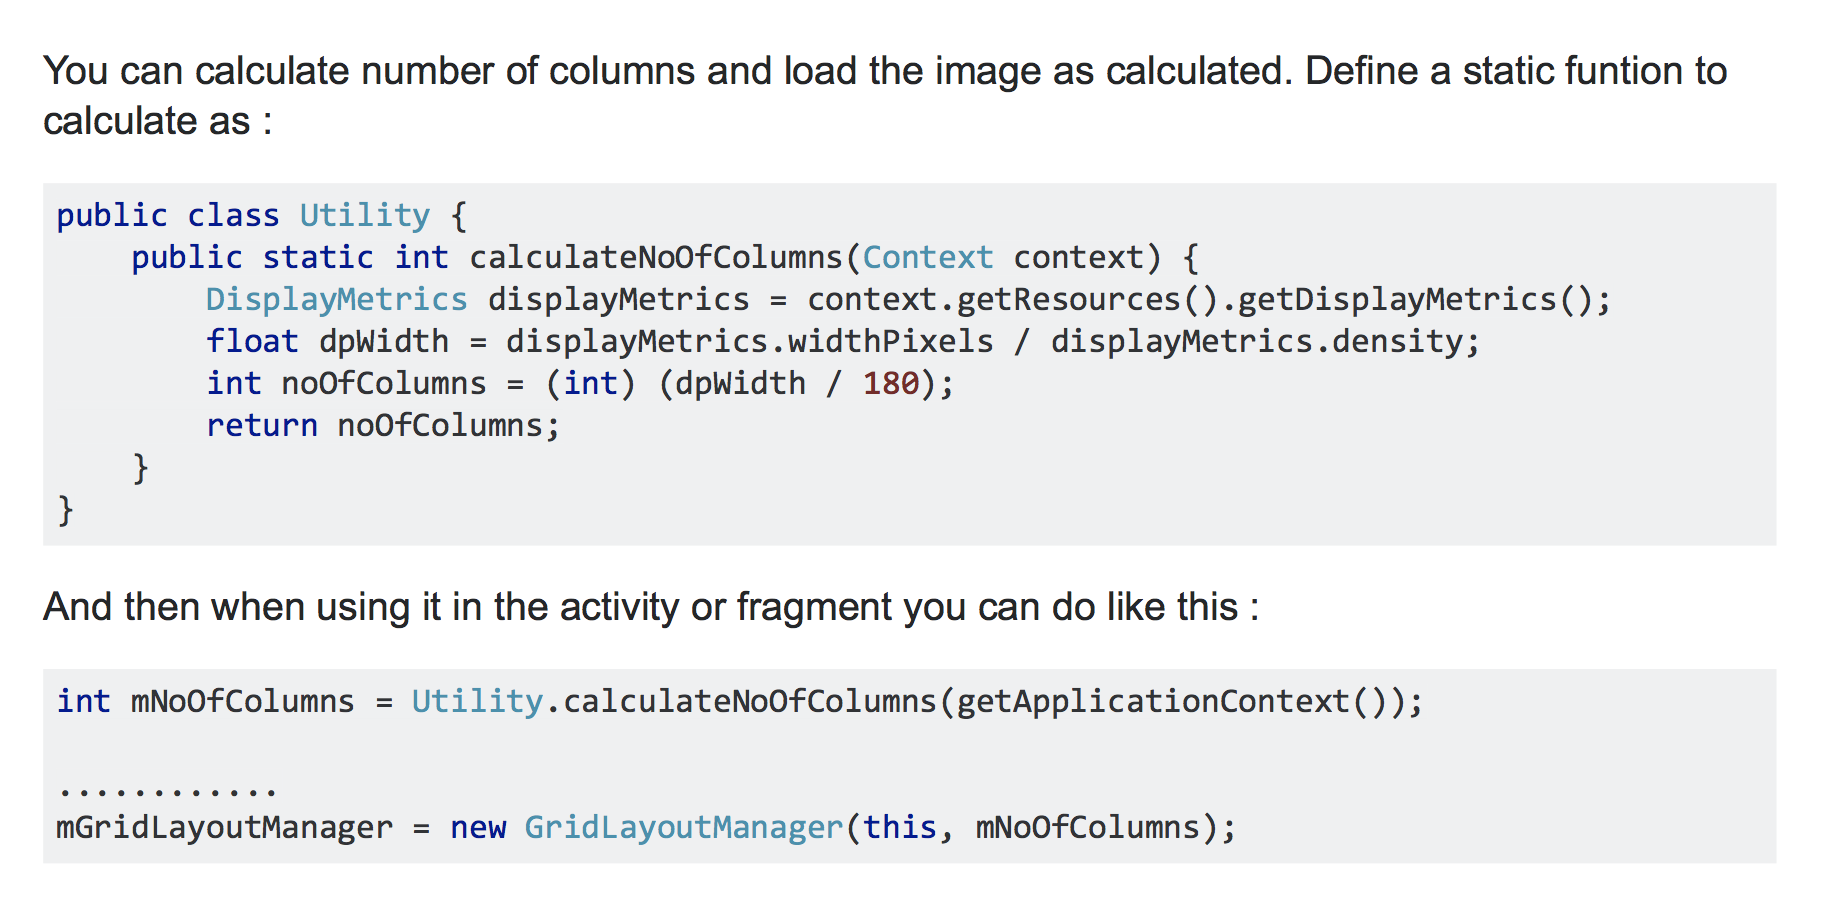 You can calculate number of columns and load the image as calculated. Define a static funtion to
calculate as :
public class Utility {
    public static int calculateNoOfColumns(Context context) {
        DisplayMetrics displayMetrics = context.getResources().getDisplayMetrics();
        float dpWidth = displayMetrics.widthPixels / displayMetrics.density;
        int noOfColumns = (int) (dpWidth / 180);
        return noOfColumns;
    }
}
And then when using it in the activity or fragment you can do like this :
int mNoOfColumns = Utility.calculateNoOfColumns(getApplicationContext());
............
mGridLayoutManager = new GridLayoutManager(this, mNoOfColumns);